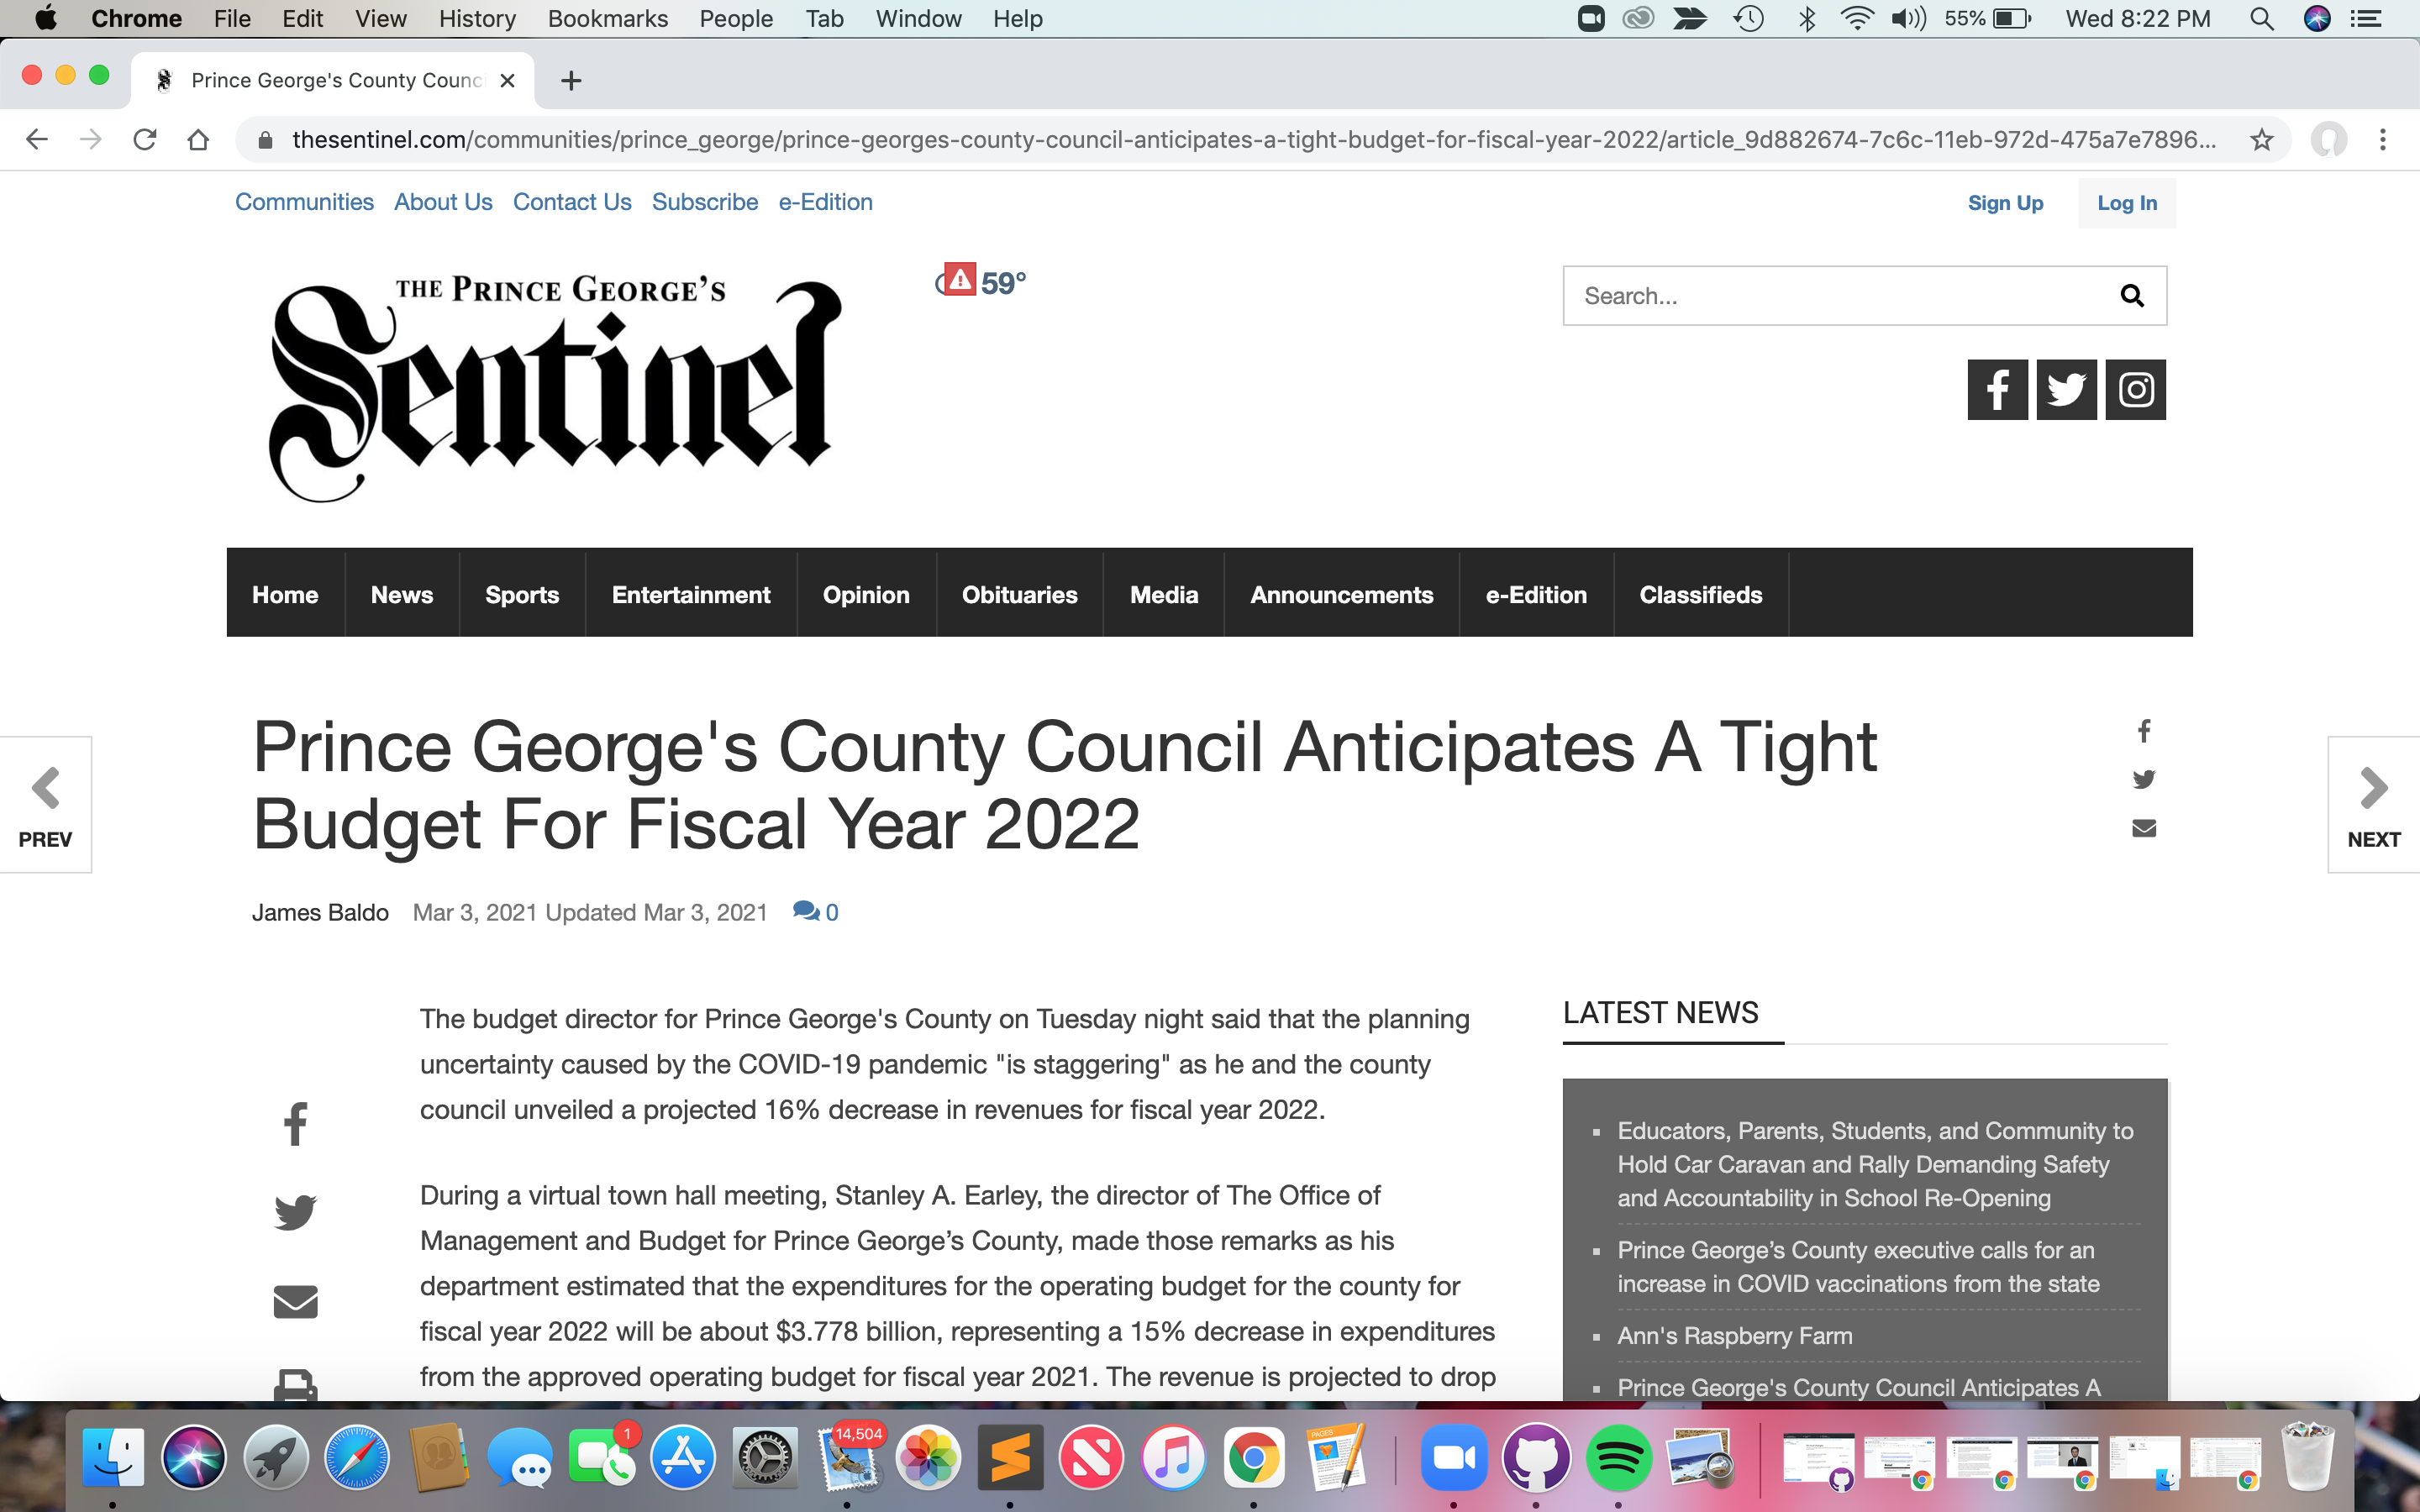 Chrome File Edit View History Bookmarks People Tab Window Help 55% Wed 8:22 PM
Prince George's County Counc
thesentinel.com/communities/prince_george/prince-georges-county-council-anticipates-a-tight-budget-for-fiscal-year-2022/article_9d882674-7c6c-11eb-972d-475a7e7896...
Communities About Us Contact Us Subscribe e-Edition Sign Up Log In
THE PRINCE GEORGE'S
Sentinel
59°
Search...
Home News Sports Entertainment Opinion Obituaries Media Announcements e-Edition Classifieds
Prince George's County Council Anticipates A Tight
Budget For Fiscal Year 2022
PREV
NEXT
James Baldo Mar 3, 2021 Updated Mar 3, 2021 0
The budget director for Prince George's County on Tuesday night said that the planning
uncertainty caused by the COVID-19 pandemic "is staggering" as he and the county
council unveiled a projected 16% decrease in revenues for fiscal year 2022.
During a virtual town hall meeting, Stanley A. Earley, the director of The Office of
Management and Budget for Prince George’s County, made those remarks as his
department estimated that the expenditures for the operating budget for the county for
fiscal year 2022 will be about $3.778 billion, representing a 15% decrease in expenditures
from the approved operating budget for fiscal year 2021. The revenue is projected to drop
LATEST NEWS
Educators, Parents, Students, and Community to
Hold Car Caravan and Rally Demanding Safety
and Accountability in School Re-Opening
Prince George’s County executive calls for an
increase in COVID vaccinations from the state
Ann's Raspberry Farm
Prince George's County Council Anticipates A
1
14,504
PAGES